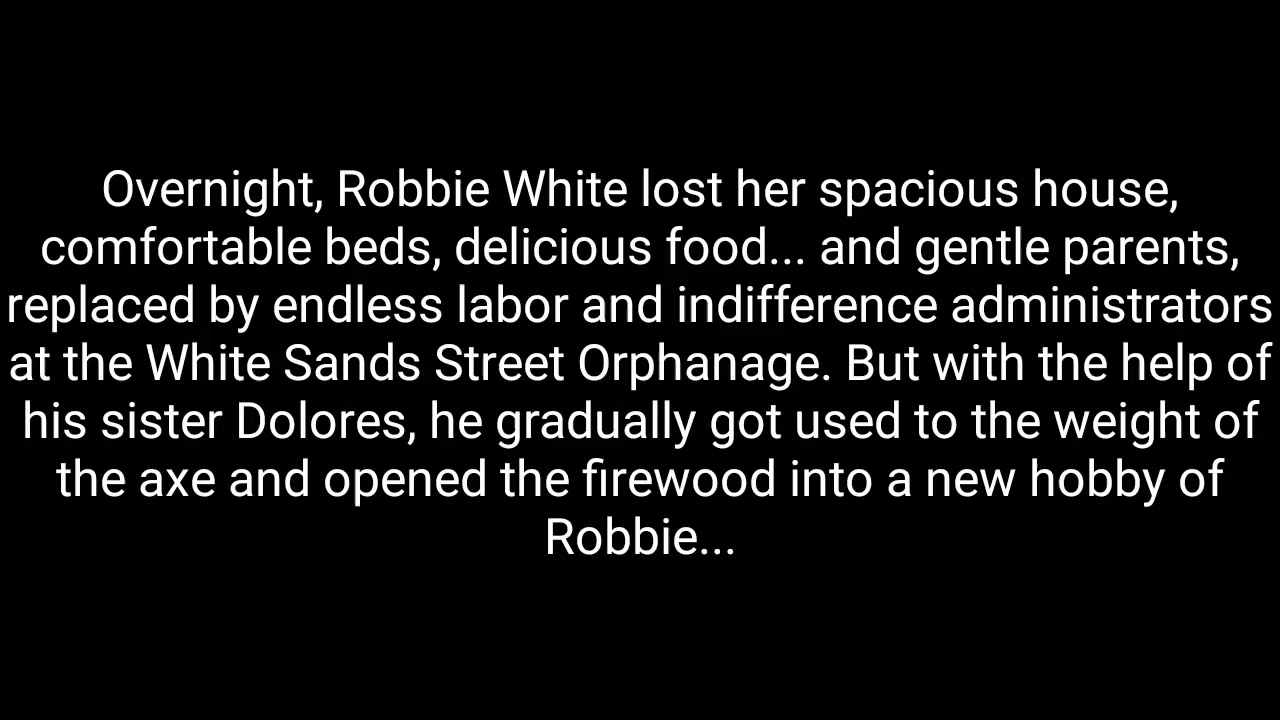 Overnight, Robbie White lost her spacious house,
comfortable beds, delicious food... and gentle parents,
replaced by endless labor and indifference administrators
at the White Sands Street Orphanage. But with the help of
his sister Dolores, he gradually got used to the weight of
the axe and opened the firewood into a new hobby of
Robbie...